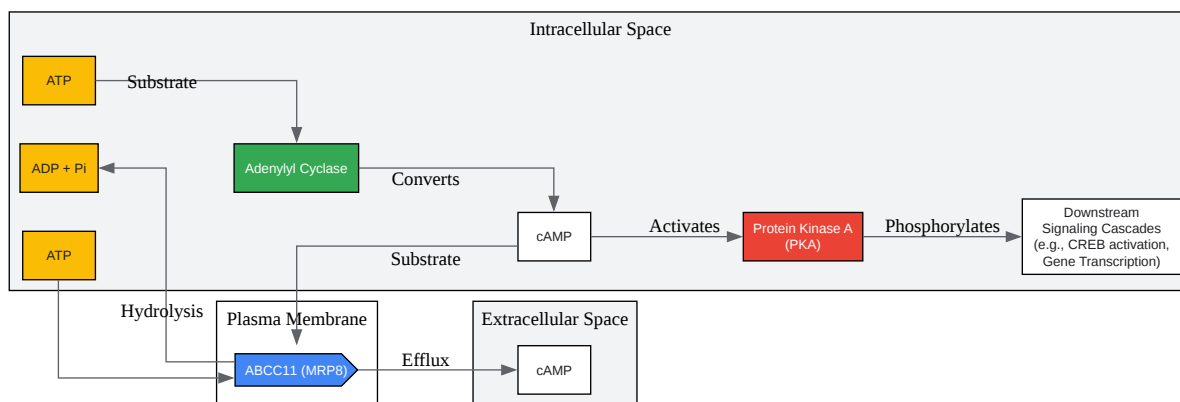 Intracellular Space
ATP
Substrate
ADP + Pi
Adenylyl Cyclase
Converts
ATP
cAMP
Activates
Protein Kinase A
(PKA)
Phosphorylates
Downstream
Signaling Cascades
(e.g., CREB activation,
Gene Transcription)
Substrate
Hydrolysis
Plasma Membrane
Extracellular Space
ABCC11 (MRP8)
Efflux
cAMP